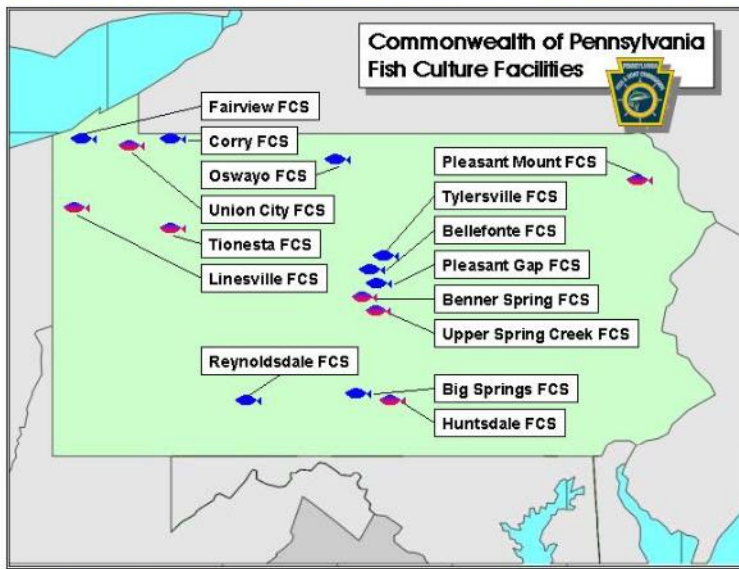 Commonwealth of Pennsylvania
Fish Culture Facilities
PENNSYLVANIA
Fairview FCS
Corry FCS
Oswayo FCS
Union City FCS
Tionesta FCS
Linesville FCS
Pleasant Mount FCS
Tylersville FCS
Bellefonte FCS
Pleasant Gap FCS
Benner Spring FCS
Upper Spring Creek FCS
Reynoldsdale FCS
Big Springs FCS
Huntsdale FCS